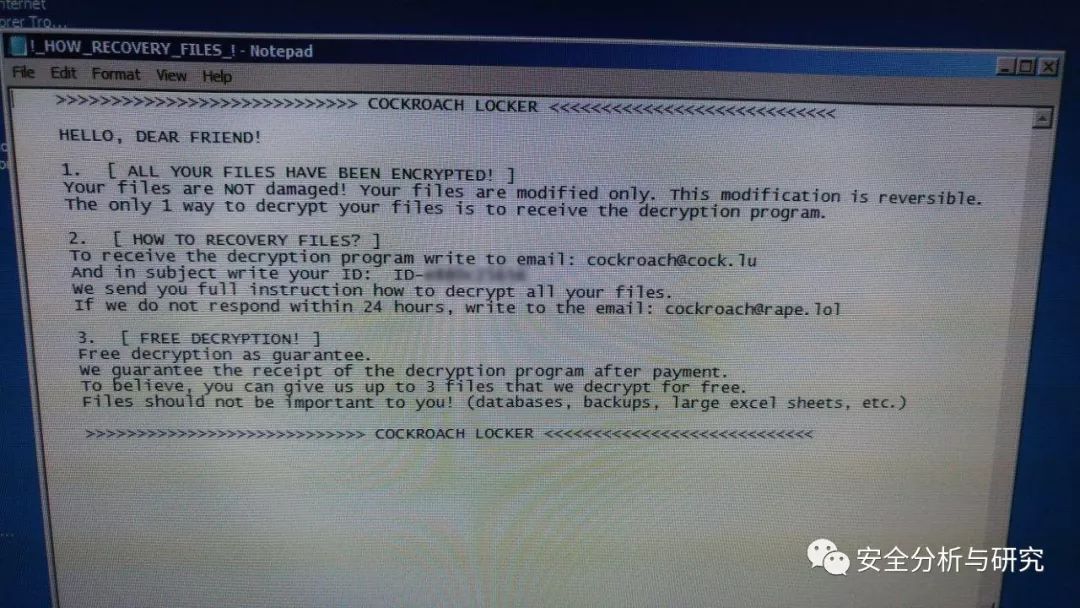 nternet
orer Tro...
!_HOW_RECOVERY_FILES_! - Notepad
File Edit Format View Help
>>>>>>>>>>>>>>>>>>>>>>>>>>>> COCKROACH LOCKER <<<<<<<<<<<<<<<<<<<<<<<<<<<<
HELLO, DEAR FRIEND!
1. [ ALL YOUR FILES HAVE BEEN ENCRYPTED! ]
Your files are NOT damaged! Your files are modified only. This modification is reversible.
The only 1 way to decrypt your files is to receive the decryption program.
2. [ HOW TO RECOVERY FILES? ]
To receive the decryption program write to email: cockroach@cock.lu
And in subject write your ID: ID-
We send you full instruction how to decrypt all your files.
If we do not respond within 24 hours, write to the email: cockroach@rape.lol
3. [ FREE DECRYPTION! ]
Free decryption as guarantee.
We guarantee the receipt of the decryption program after payment.
To believe, you can give us up to 3 files that we decrypt for free.
Files should not be important to you! (databases, backups, large excel sheets, etc.)
>>>>>>>>>>>>>>>>>>>>>>>>>>>> COCKROACH LOCKER <<<<<<<<<<<<<<<<<<<<<<<<<<<<
安全分析与研究